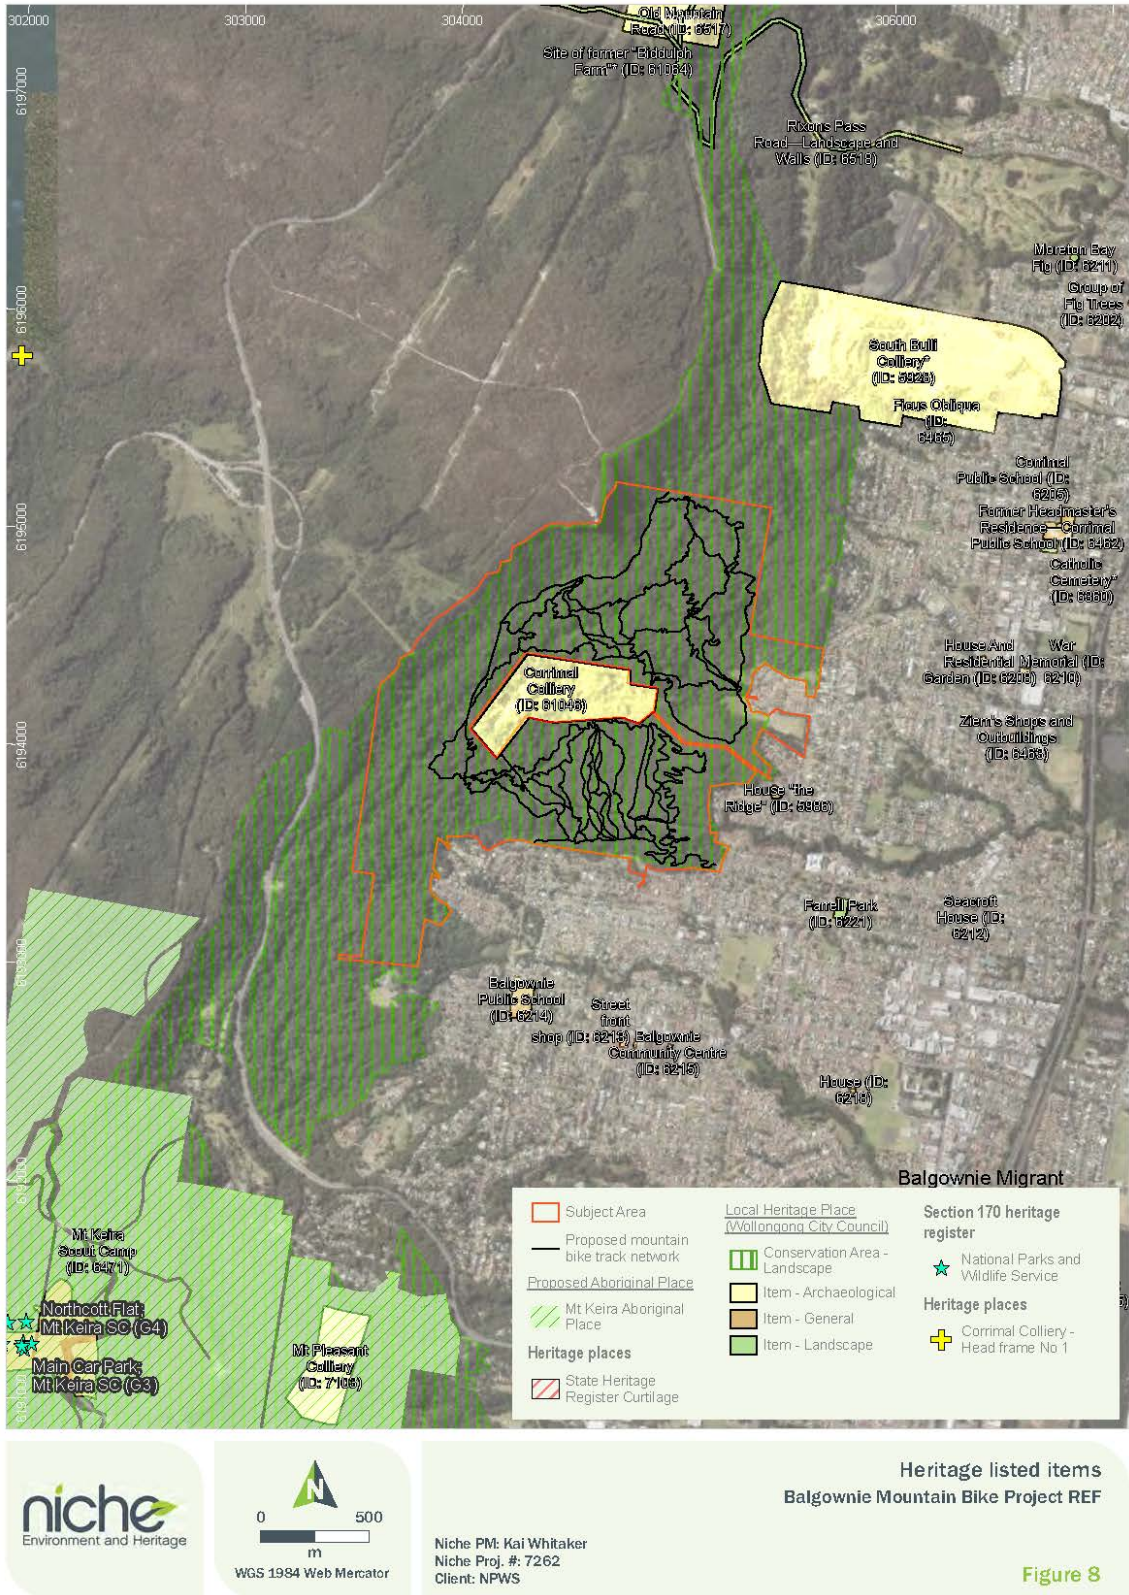 302000
303000
304000
306000
6197000
6196000
6195000
6194000
6193000
6192000
Old Mountain
Road (ID: 6517)
Site of former "Biddulph
Farm"* (ID: 61064)
Rixons Pass
Road—Landscape and
Walls (ID: 6518)
Moreton Bay
Fig (ID: 6211)
Group of
Fig Trees
(ID: 6202)
South Bulli
Colliery*
(ID: 5926)
Ficus Obliqua
(ID:
6465)
Corrimal
Public School (ID:
6205)
Former Headmaster's
Residence—Corrimal
Public School (ID: 6462)
Catholic
Cemetery*
(ID: 6380)
House And
Residential
Garden (ID: 6209)
War
Memorial (ID:
6210)
Ziem's Shops and
Outbuildings
(ID: 6463)
Corrimal
Colliery
(ID: 61046)
House "the
Ridge" (ID: 5986)
Farrell Park
(ID: 6221)
Seacroft
House (ID:
6212)
Balgownie
Public School
(ID: 6214)
Street
front
shop (ID: 6213)
Balgownie
Community Centre
(ID: 6215)
House (ID:
6218)
Balgownie Migrant
Mt Keira
Scout Camp
(ID: 6471)
Northcott Flat;
Mt Keira SC (G4)
Main Car Park;
Mt Keira SC (G3)
Mt Pleasant
Colliery
(ID: 7106)
Subject Area
Proposed mountain
bike track network
Proposed Aboriginal Place
Mt Keira Aboriginal
Place
Heritage places
State Heritage
Register Curtilage
Local Heritage Place
(Wollongong City Council)
Conservation Area -
Landscape
Item - Archaeological
Item - General
Item - Landscape
Section 170 heritage
register
National Parks and
Wildlife Service
Heritage places
Corrimal Colliery -
Head frame No 1
niche
Environment and Heritage
N
0 500
m
WGS 1984 Web Mercator
Niche PM: Kai Whitaker
Niche Proj. #: 7262
Client: NPWS
Heritage listed items
Balgownie Mountain Bike Project REF
Figure 8